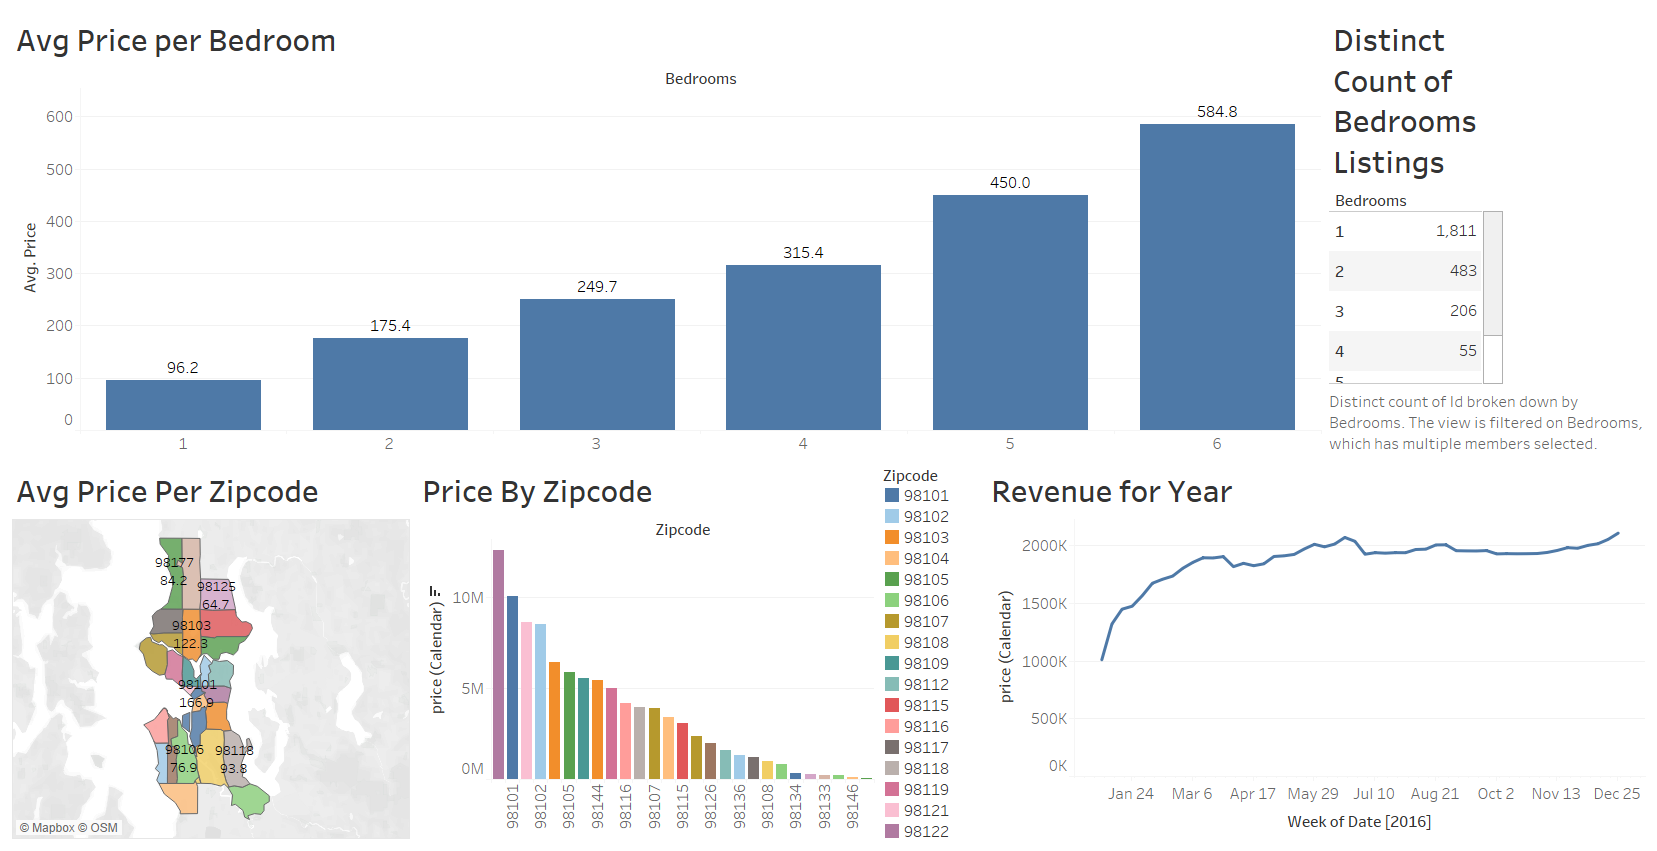 Avg Price per Bedroom
Bedrooms
Avg. Price
600
500
400
300
200
100
0
96.2
175.4
249.7
315.4
450.0
584.8
1
2
3
4
5
6
Distinct
Count of
Bedrooms
Listings
Bedrooms
1 1,811
2 483
3 206
4 55
5
Distinct count of Id broken down by
Bedrooms. The view is filtered on Bedrooms,
which has multiple members selected.
Avg Price Per Zipcode
98177
84.2
98125
64.7
98103
122.3
98101
166.9
98106
76.9
98118
93.8
© Mapbox © OSM
Price By Zipcode
Zipcode
price (Calendar)
10M
5M
0M
98101
98102
98105
98144
98116
98107
98115
98126
98136
98108
98134
98133
98146
Zipcode
98101
98102
98103
98104
98105
98106
98107
98108
98109
98112
98115
98116
98117
98118
98119
98121
98122
Revenue for Year
price (Calendar)
2000K
1500K
1000K
500K
0K
Jan 24
Mar 6
Apr 17
May 29
Jul 10
Aug 21
Oct 2
Nov 13
Dec 25
Week of Date [2016]